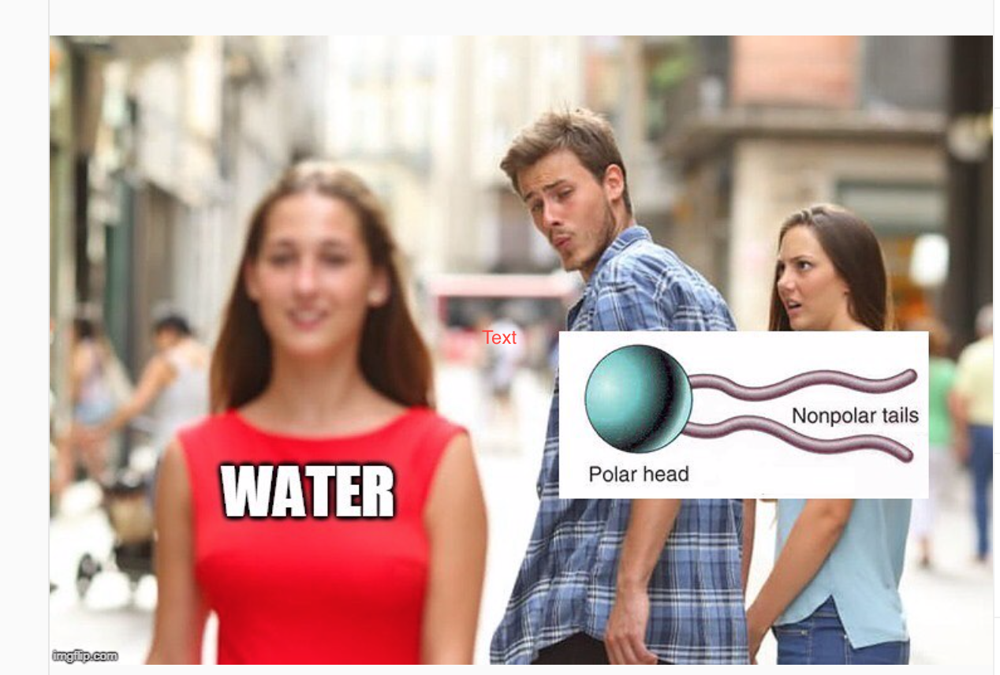 Text
Nonpolar tails
WATER
Polar head
imgflip.com